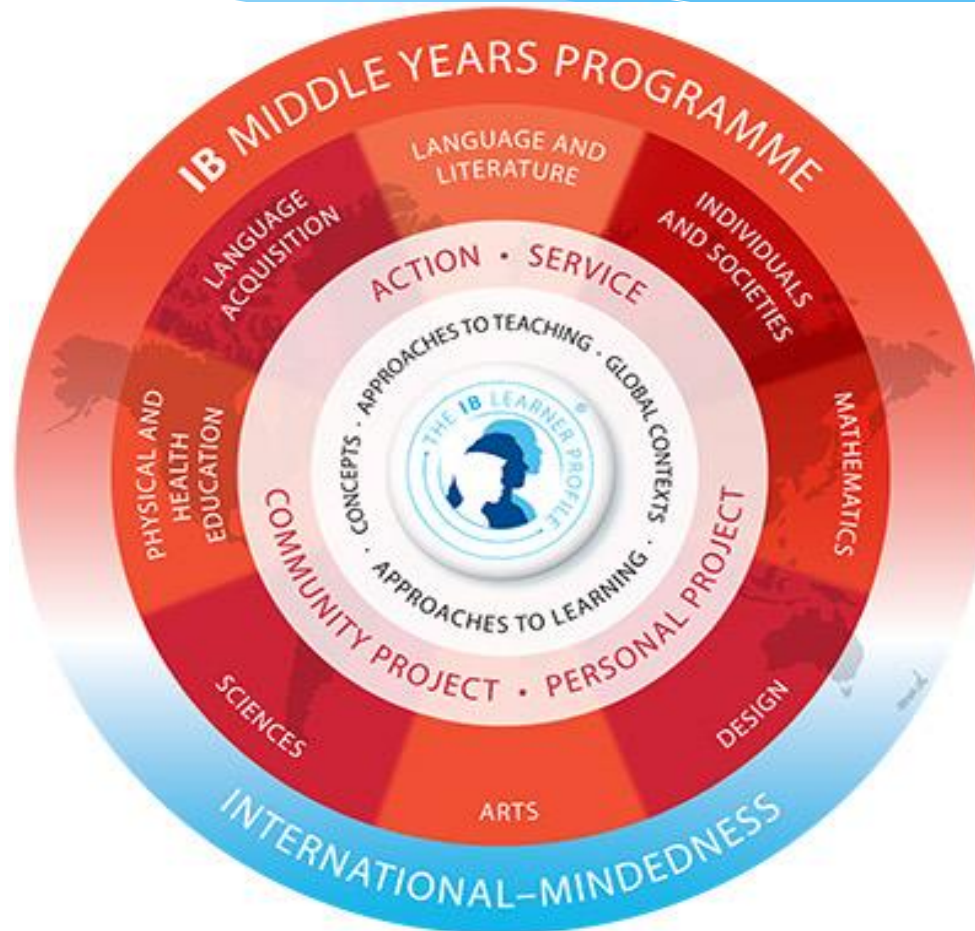 IB MIDDLE YEARS PROGRAMME
LANGUAGE AND
LITERATURE
INDIVIDUALS
AND SOCIETIES
MATHEMATICS
DESIGN
ARTS
SCIENCES
PHYSICAL AND
HEALTH
EDUCATION
LANGUAGE
ACQUISITION
ACTION · SERVICE
COMMUNITY PROJECT · PERSONAL PROJECT
· APPROACHES TO TEACHING · GLOBAL CONTEXTS ·
· CONCEPTS
· APPROACHES TO LEARNING
THE IB LEARNER PROFILE
®
INTERNATIONAL–MINDEDNESS